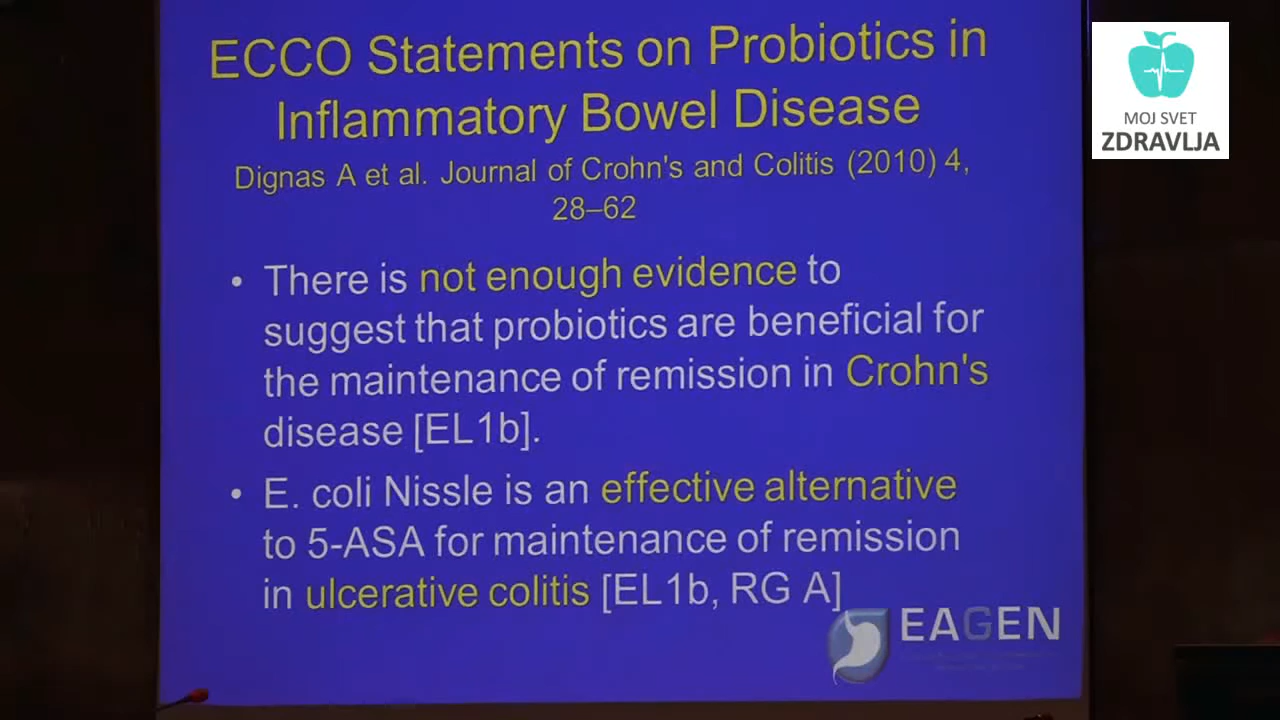 ECCO Statements on Probiotics in
Inflammatory Bowel Disease
Dignas A et al. Journal of Crohn's and Colitis (2010) 4,
28–62
• There is not enough evidence to
suggest that probiotics are beneficial for
the maintenance of remission in Crohn's
disease [EL1b].
• E. coli Nissle is an effective alternative
to 5-ASA for maintenance of remission
in ulcerative colitis [EL1b, RG A]
EAGEN
MOJ SVET
ZDRAVLJA